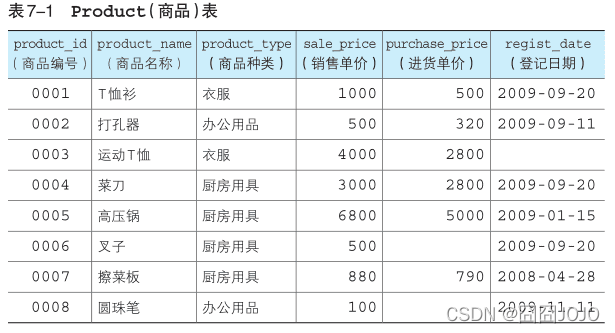 表7-1 Product(商品)表
product_id product_name product_type sale_price purchase_price regist_date
(商品编号) (商品名称) (商品种类) (销售单价) (进货单价) (登记日期)
0001 T恤衫 衣服 1000 500 2009-09-20
0002 打孔器 办公用品 500 320 2009-09-11
0003 运动T恤 衣服 4000 2800
0004 菜刀 厨房用具 3000 2800 2009-09-20
0005 高压锅 厨房用具 6800 5000 2009-01-15
0006 叉子 厨房用具 500 2009-09-20
0007 擦菜板 厨房用具 880 790 2008-04-28
0008 圆珠笔 办公用品 100 2009-11-11
CSDN @囧囧JOJO